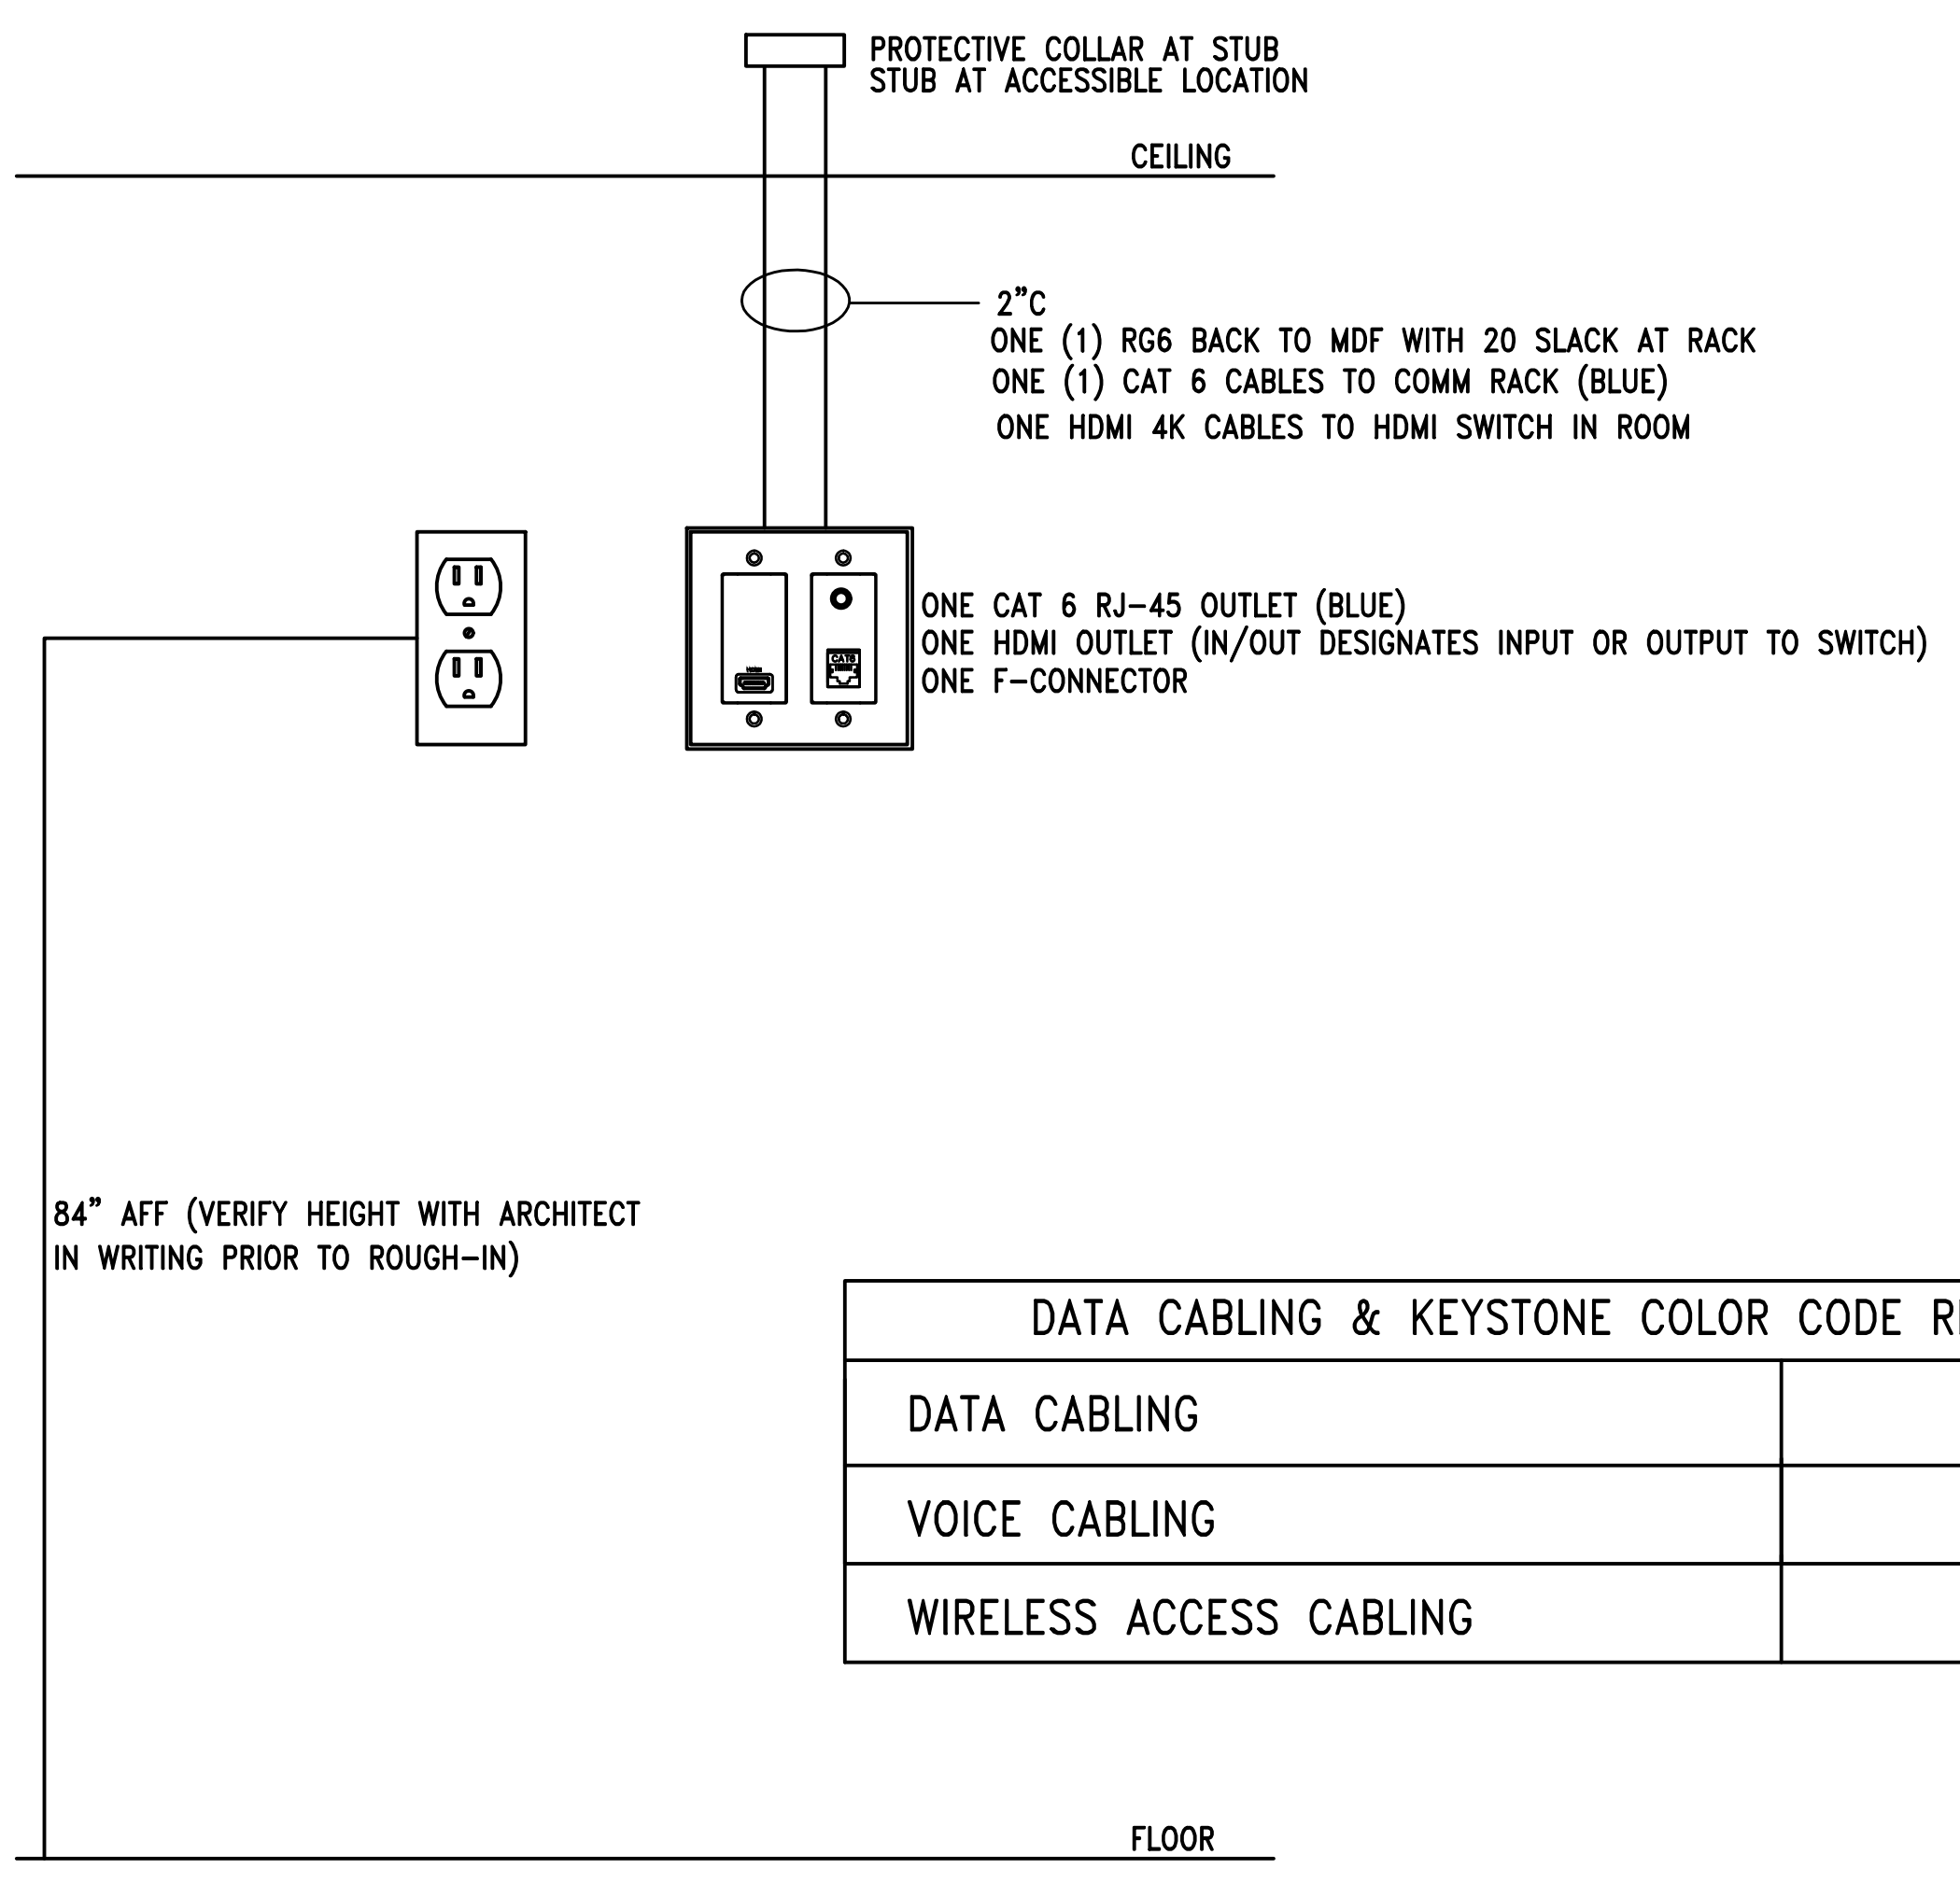 PROTECTIVE COLLAR AT STUB
STUB AT ACCESSIBLE LOCATION
CEILING
2"C
ONE (1) RG6 BACK TO MDF WITH 20 SLACK AT RACK
ONE (1) CAT 6 CABLES TO COMM RACK (BLUE)
ONE HDMI 4K CABLES TO HDMI SWITCH IN ROOM
CAT6
ONE CAT 6 RJ-45 OUTLET (BLUE)
ONE HDMI OUTLET (IN/OUT DESIGNATES INPUT OR OUTPUT TO SWITCH)
ONE F-CONNECTOR
84" AFF (VERIFY HEIGHT WITH ARCHITECT
IN WRITING PRIOR TO ROUGH-IN)
DATA CABLING & KEYSTONE COLOR CODE
DATA CABLING
VOICE CABLING
WIRELESS ACCESS CABLING
FLOOR